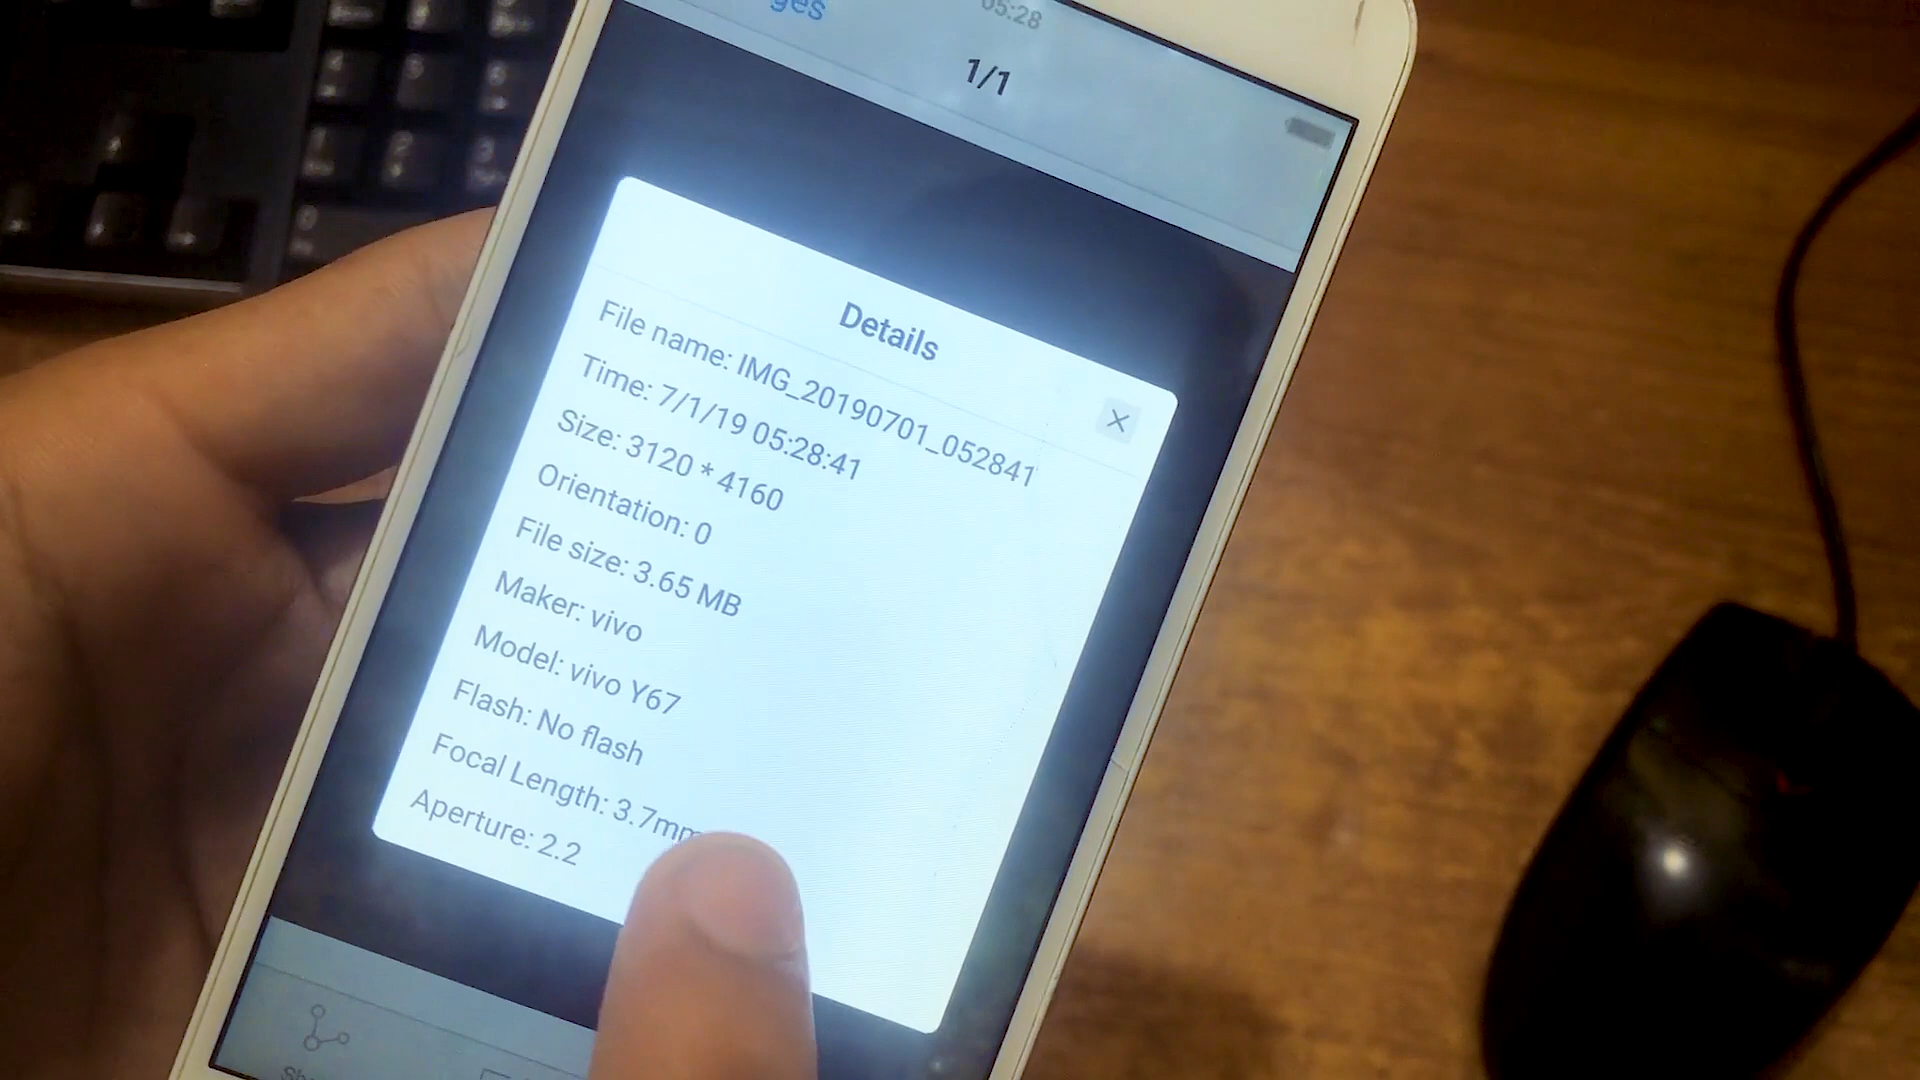 05:28
1/1
Details
File name: IMG_20190701_052841
Time: 7/1/19 05:28:41
Size: 3120 * 4160
Orientation: 0
File size: 3.65 MB
Maker: vivo
Model: vivo Y67
Flash: No flash
Focal Length: 3.7mm
Aperture: 2.2